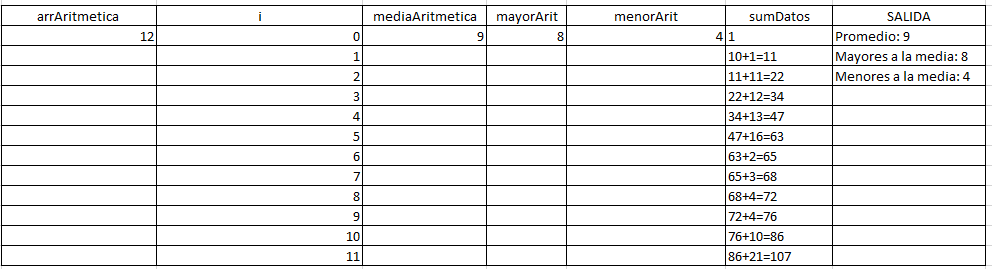 arrAritmetica i mediaAritmetica mayorArit menorArit sumDatos SALIDA
12 0 9 8 4 1 Promedio: 9
1 10+1=11 Mayores a la media: 8
2 11+11=22 Menores a la media: 4
3 22+12=34
4 34+13=47
5 47+16=63
6 63+2=65
7 65+3=68
8 68+4=72
9 72+4=76
10 76+10=86
11 86+21=107